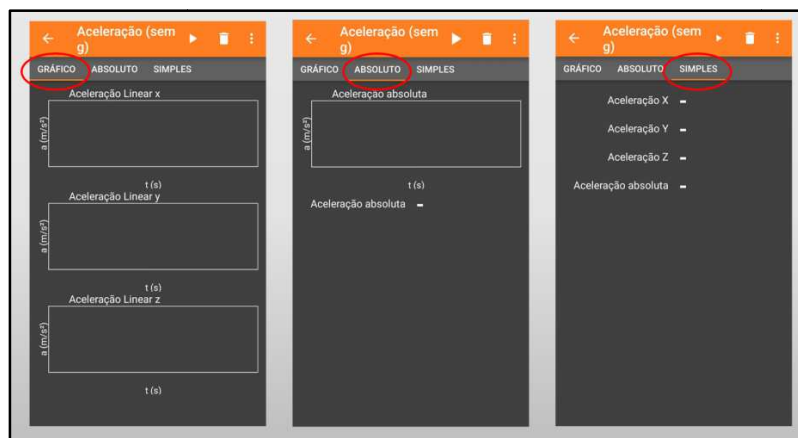 Aceleração (sem
g)
GRÁFICO ABSOLUTO SIMPLES
Aceleração Linear x
a (m/s²)
t (s)
Aceleração Linear y
a (m/s²)
t (s)
Aceleração Linear z
a (m/s²)
t (s)
Aceleração (sem
g)
GRÁFICO ABSOLUTO SIMPLES
Aceleração absoluta
a (m/s²)
t (s)
Aceleração absoluta -
Aceleração (sem
g)
GRÁFICO ABSOLUTO SIMPLES
Aceleração X -
Aceleração Y -
Aceleração Z -
Aceleração absoluta -